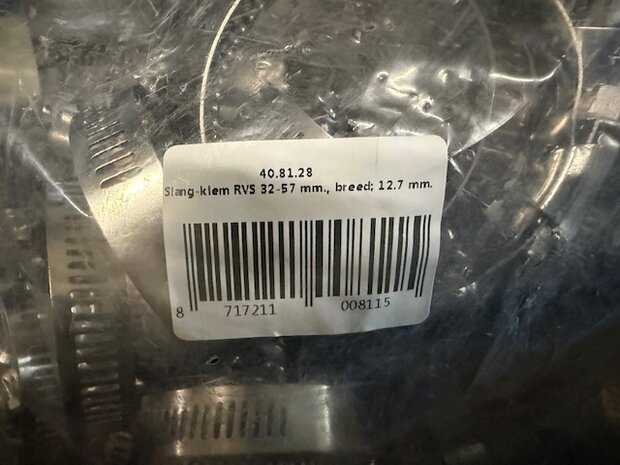 40.81.28
Slang-klem RVS 32-57 mm., breed; 12.7 mm.
8 717211 008115